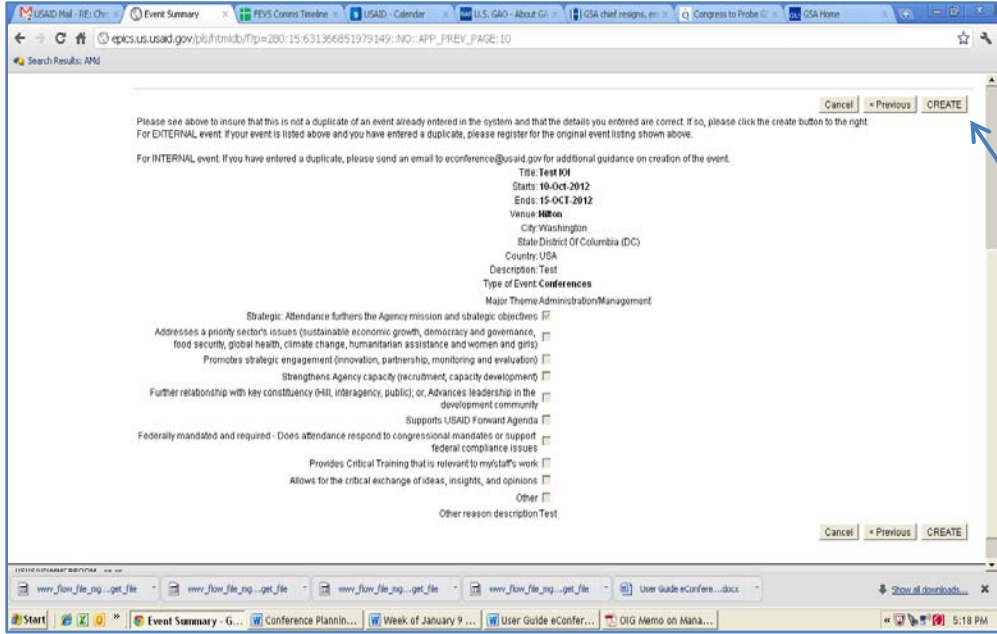 USAID Mail - RE: Chri
Event Summary
FEVS Comms Timeline
USAID - Calendar
U.S. GAO - About GA
GSA chief resigns, em
Congress to Probe G
GSA Home
epics.us.usaid.gov/pls/htmldb/f?p=280:15:631366851979149::NO::APP_PREV_PAGE:10
Search Results: AMd
Cancel < Previous CREATE
Please see above to insure that this is not a duplicate of an event already entered in the system and that the details you entered are correct. If so, please click the create button to the right.
For EXTERNAL event: If your event is listed above and you have entered a duplicate, please register for the original event listing shown above.
For INTERNAL event: If you have entered a duplicate, please send an email to econference@usaid.gov for additional guidance on creation of the event.
Title: Test IOI
Starts: 10-Oct-2012
Ends: 15-OCT-2012
Venue: Hilton
City: Washington
State District Of Columbia (DC)
Country: USA
Description: Test
Type of Event: Conferences
Major Theme Administration/Management
Strategic: Attendance furthers the Agency mission and strategic objectives
Addresses a priority sector's issues (sustainable economic growth, democracy and governance,
food security, global health, climate change, humanitarian assistance and women and girls)
Promotes strategic engagement (innovation, partnership, monitoring and evaluation)
Strengthens Agency capacity (recruitment, capacity development)
Further relationship with key constituency (Hill, interagency, public); or, Advances leadership in the
development community
Supports USAID Forward Agenda
Federally mandated and required - Does attendance respond to congressional mandates or support
federal compliance issues
Provides Critical Training that is relevant to my/staff's work
Allows for the critical exchange of ideas, insights, and opinions
Other
Other reason description Test
Cancel < Previous CREATE
wwv_flow_file_mg....get_file
wwv_flow_file_mg....get_file
wwv_flow_file_mg....get_file
wwv_flow_file_mg....get_file
User Guide eConfere....docx
Show all downloads...
Start
Event Summary - G...
Conference Plannin...
Week of January 9 ...
User Guide eConfer...
OIG Memo on Mana...
5:18 PM